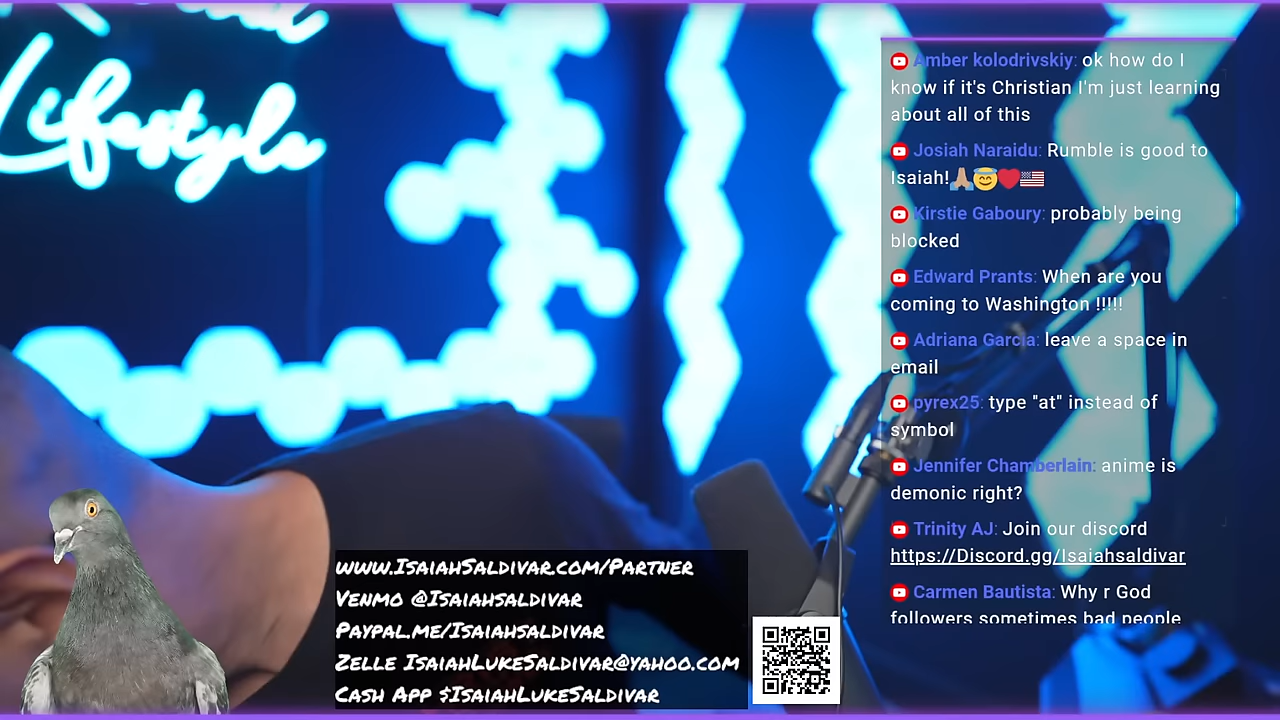 Lifestyle
Amber kolodrivskiy: ok how do I
know if it's Christian I'm just learning
about all of this
Josiah Naraidu: Rumble is good to
Isaiah!🙏🏽😇❤️🇺🇸
Kirstie Gaboury: probably being
blocked
Edward Prants: When are you
coming to Washington !!!!!
Adriana Garcia: leave a space in
email
pyrex25: type "at" instead of
symbol
Jennifer Chamberlain: anime is
demonic right?
Trinity AJ: Join our discord
https://Discord.gg/Isaiahsaldivar
Carmen Bautista: Why r God
followers sometimes bad people
www.IsaiahSaldivar.com/Partner
Venmo @Isaiahsaldivar
Paypal.me/Isaiahsaldivar
Zelle IsaiahLukeSaldivar@yahoo.com
Cash App $IsaiahLukeSaldivar